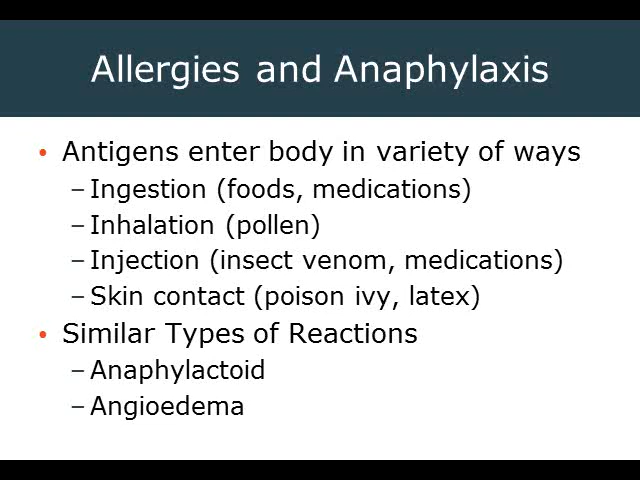 Allergies and Anaphylaxis
• Antigens enter body in variety of ways
– Ingestion (foods, medications)
– Inhalation (pollen)
– Injection (insect venom, medications)
– Skin contact (poison ivy, latex)
• Similar Types of Reactions
– Anaphylactoid
– Angioedema